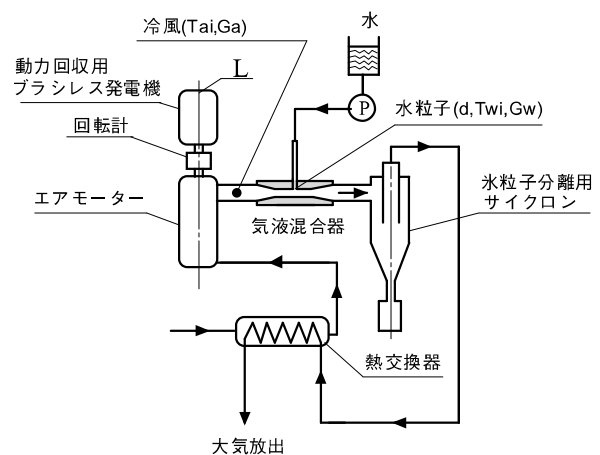 水
冷風(Tai,Ga)
動力回収用
ブラシレス発電機
L
P
水粒子(d,Twi,Gw)
回転計
エアモーター
気液混合器
氷粒子分離用
サイクロン
熱交換器
大気放出